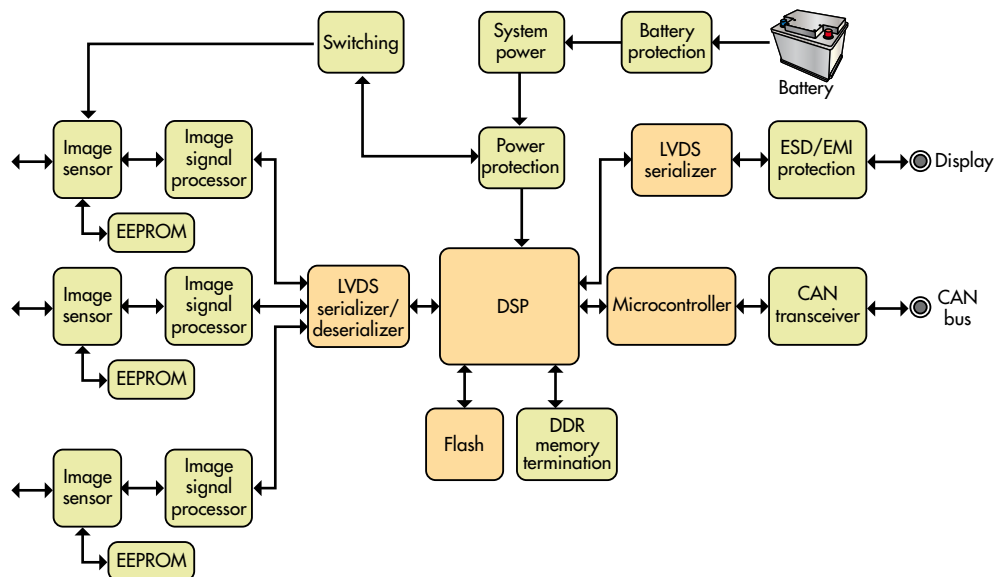 Switching
System
power
Battery
protection
Battery
Image
sensor
Image
signal
processor
EEPROM
Power
protection
LVDS
serializer
ESD/EMI
protection
Display
Image
sensor
Image
signal
processor
EEPROM
LVDS
serializer/
deserializer
DSP
Microcontroller
CAN
transceiver
CAN
bus
Flash
DDR
memory
termination
Image
sensor
Image
signal
processor
EEPROM